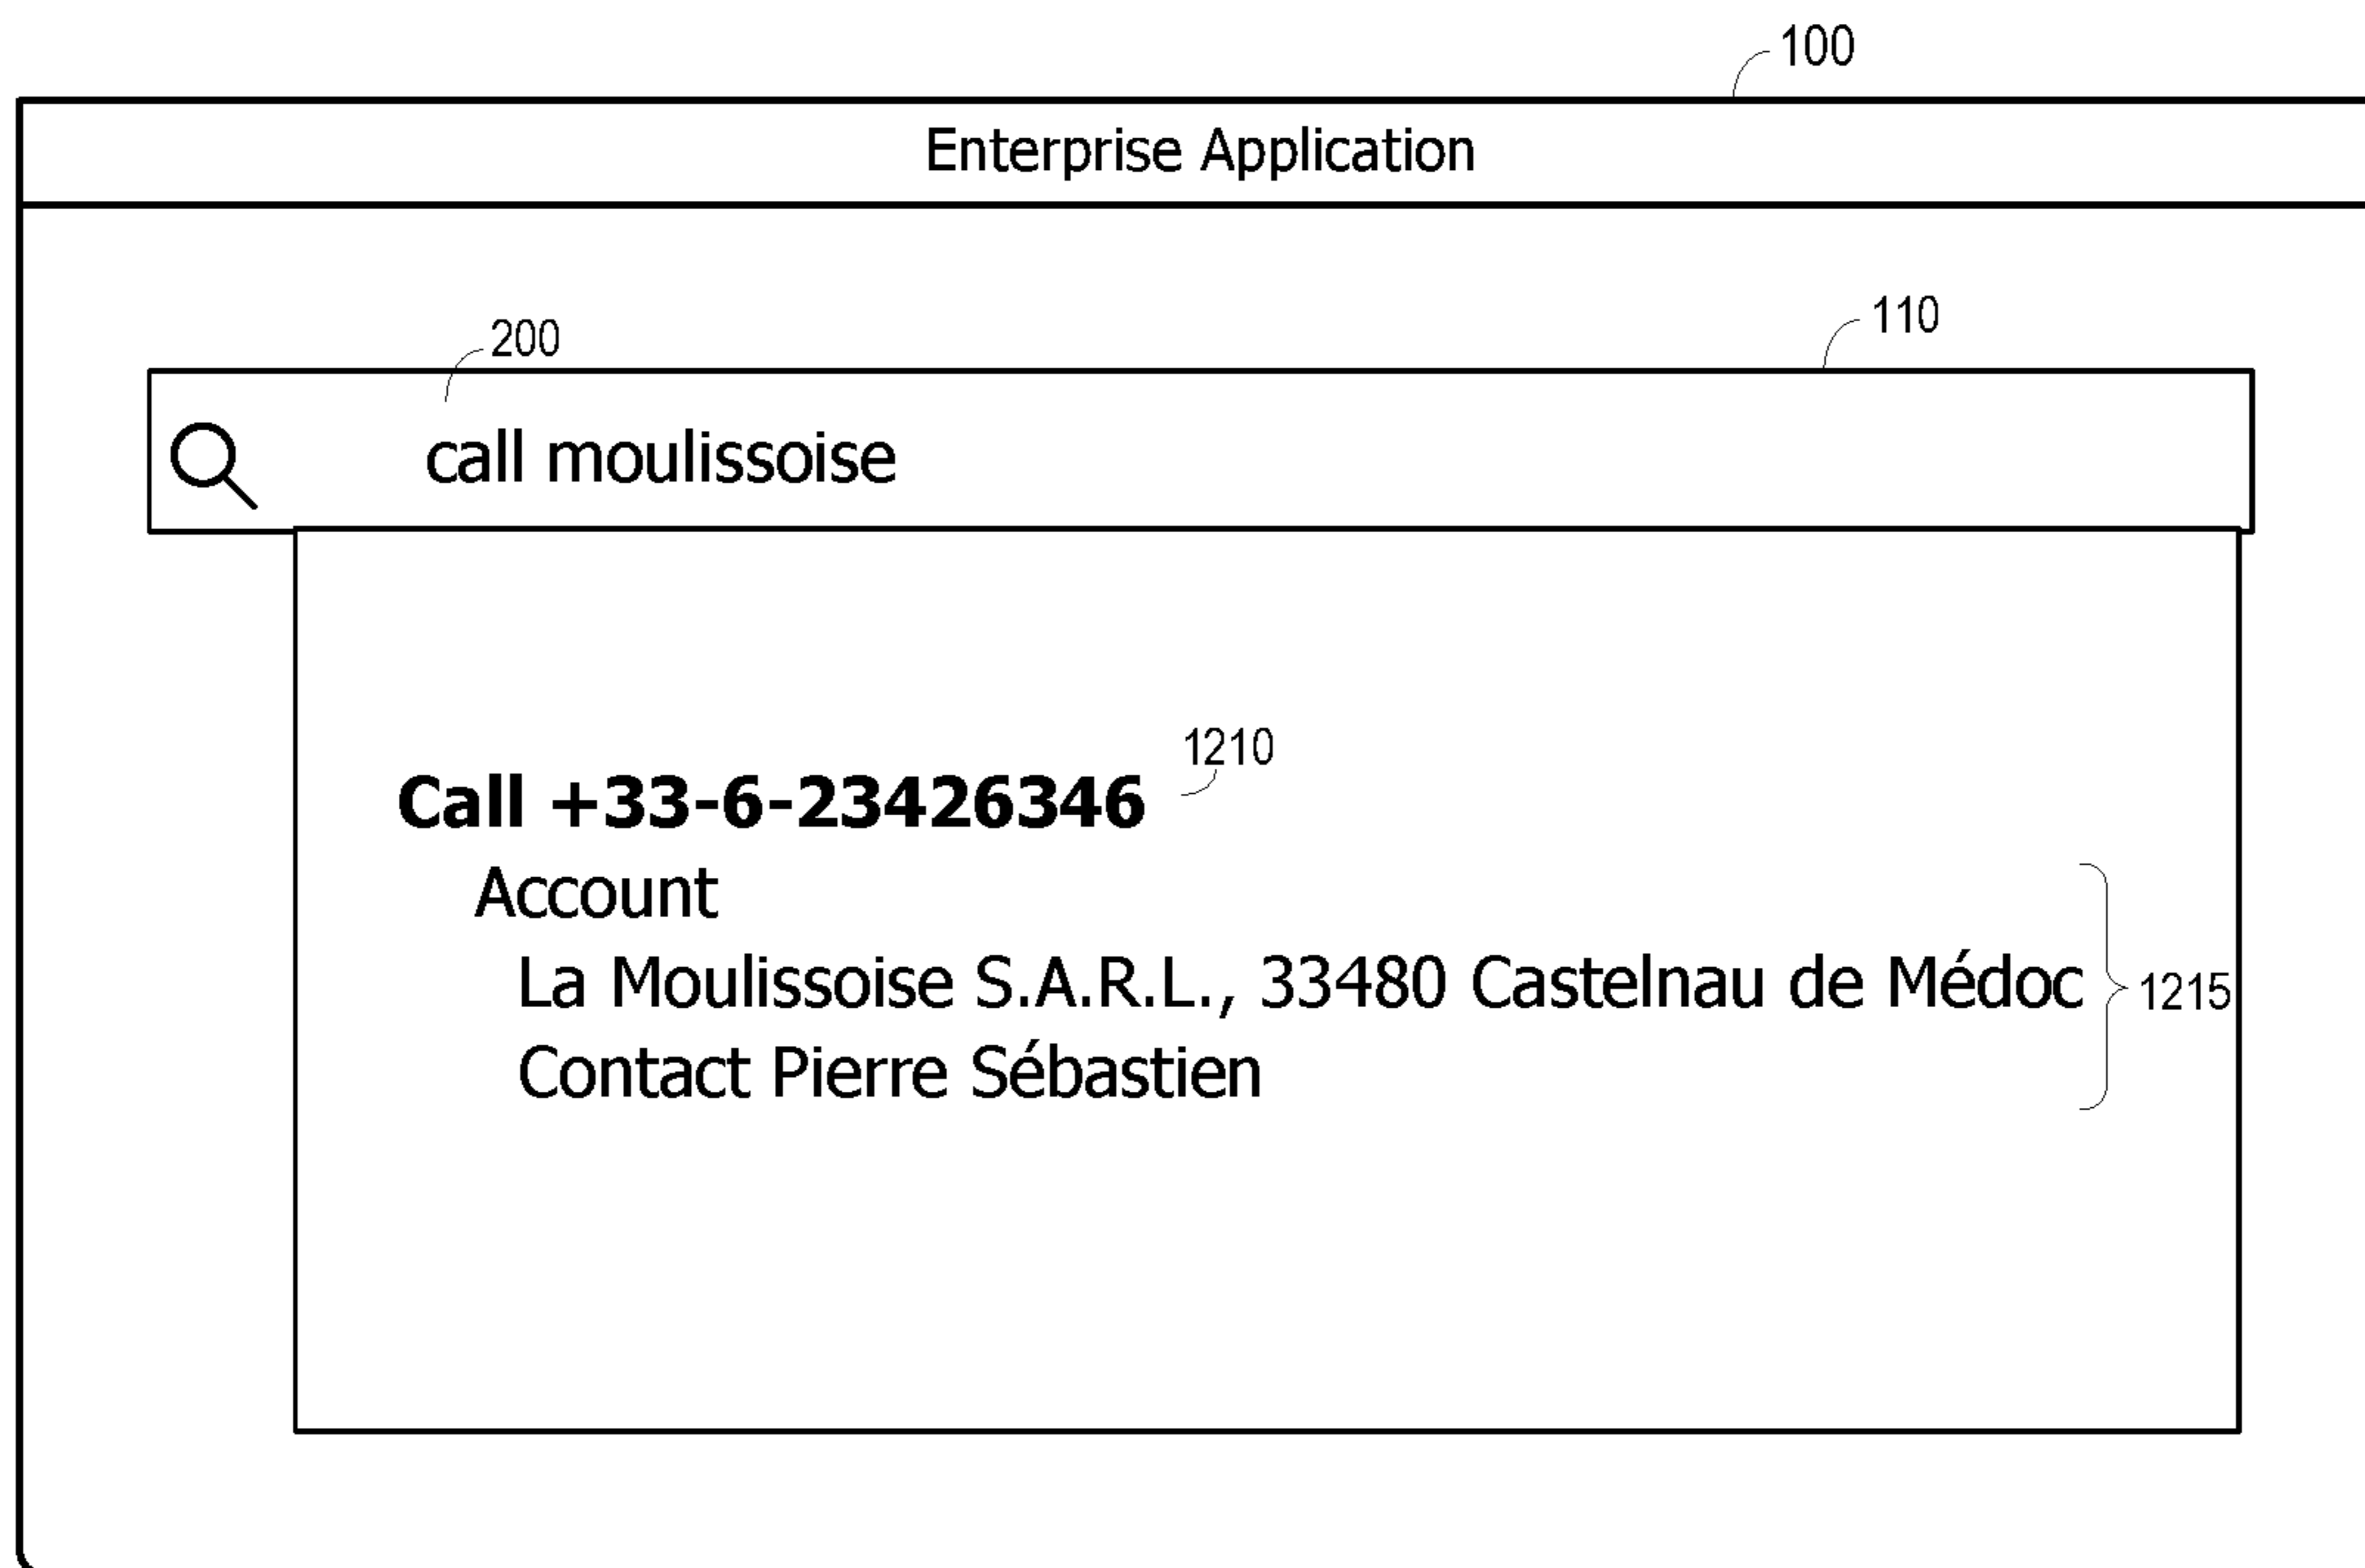 100
Enterprise Application
110
200
call moulissoise
1210
Call +33-6-23426346
Account
La Moulissoise S.A.R.L., 33480 Castelnau de Médoc
1215
Contact Pierre Sébastien